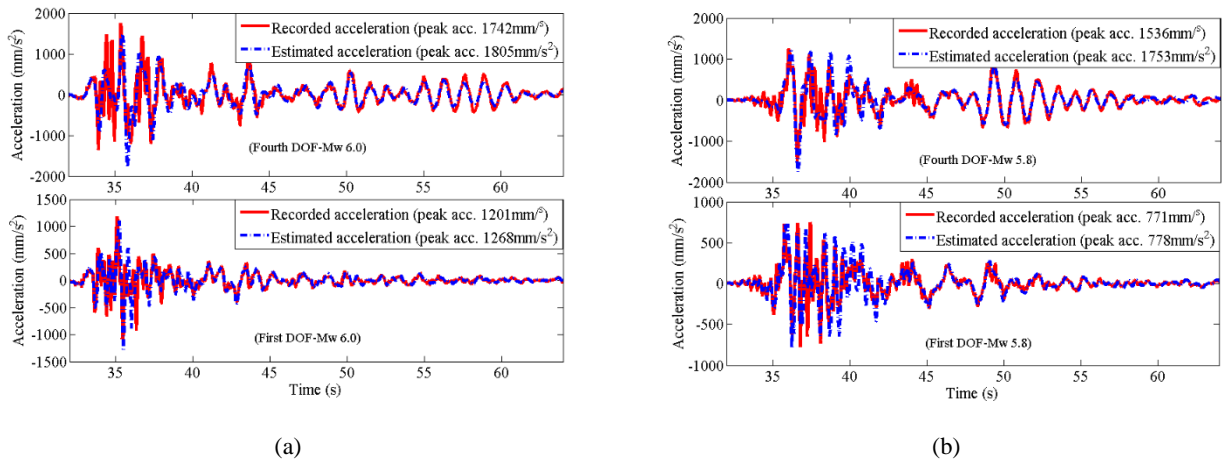 2000
1000
0
-1000
-2000
Acceleration (mm/s²)
Recorded acceleration (peak acc. 1742mm/ˢ)
Estimated acceleration (peak acc. 1805mm/s²)
(Fourth DOF-Mw 6.0)
35 40 45 50 55 60
1500
1000
500
0
-500
-1000
-1500
Acceleration (mm/s²)
Recorded acceleration (peak acc. 1201mm/ˢ)
Estimated acceleration (peak acc. 1268mm/s²)
(First DOF-Mw 6.0)
35 40 45 50 55 60
Time (s)
(a)
2000
1000
0
-1000
-2000
Acceleration (mm/s²)
Recorded acceleration (peak acc. 1536mm/ˢ)
Estimated acceleration (peak acc. 1753mm/s²)
(Fourth DOF-Mw 5.8)
35 40 45 50 55 60
1000
500
0
-500
-1000
Acceleration (mm/s²)
Recorded acceleration (peak acc. 771mm/ˢ)
Estimated acceleration (peak acc. 778mm/s²)
(First DOF-Mw 5.8)
35 40 45 50 55 60
Time (s)
(b)